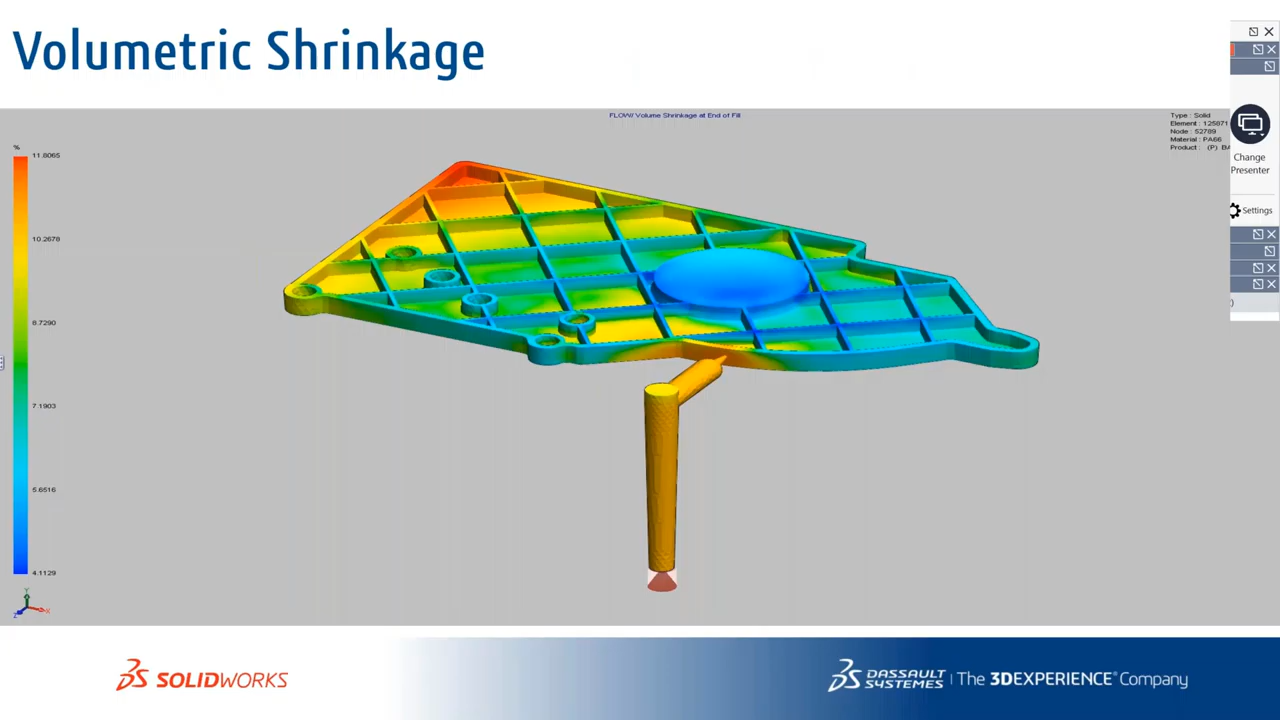 Volumetric Shrinkage
FLOW/ Volume Shrinkage at End of Fill
Type : Solid
Element : 125871
Node : 52789
Material : PA66
Product : (P) BA
%
11.8065
10.2678
8.7290
7.1903
5.6516
4.1129
Y
X
Z
Change
Presenter
Settings
)
SOLIDWORKS
DASSAULT
SYSTEMES
The 3DEXPERIENCE® Company